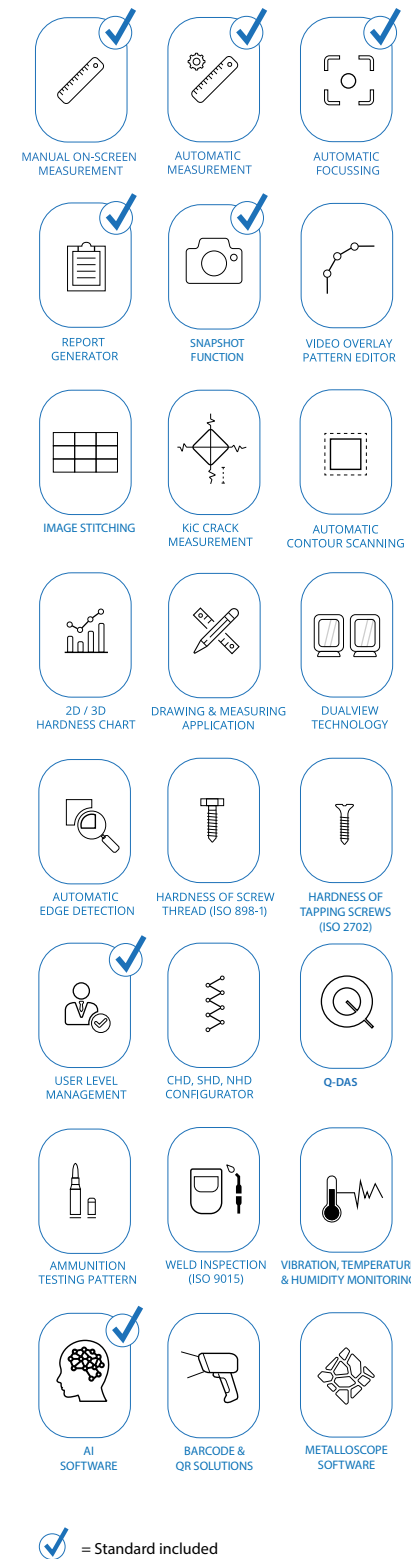 MANUAL ON-SCREEN
MEASUREMENT
AUTOMATIC
MEASUREMENT
AUTOMATIC
FOCUSSING
REPORT
GENERATOR
SNAPSHOT
FUNCTION
VIDEO OVERLAY
PATTERN EDITOR
IMAGE STITCHING
KiC CRACK
MEASUREMENT
AUTOMATIC
CONTOUR SCANNING
2D / 3D
HARDNESS CHART
DRAWING & MEASURING
APPLICATION
DUALVIEW
TECHNOLOGY
AUTOMATIC
EDGE DETECTION
HARDNESS OF SCREW
THREAD (ISO 898-1)
HARDNESS OF
TAPPING SCREWS
(ISO 2702)
USER LEVEL
MANAGEMENT
CHD, SHD, NHD
CONFIGURATOR
Q-DAS
AMMUNITION
TESTING PATTERN
WELD INSPECTION
(ISO 9015)
VIBRATION, TEMPERATURE
& HUMIDITY MONITORING
AI
SOFTWARE
BARCODE &
QR SOLUTIONS
METALLOSCOPE
SOFTWARE
= Standard included